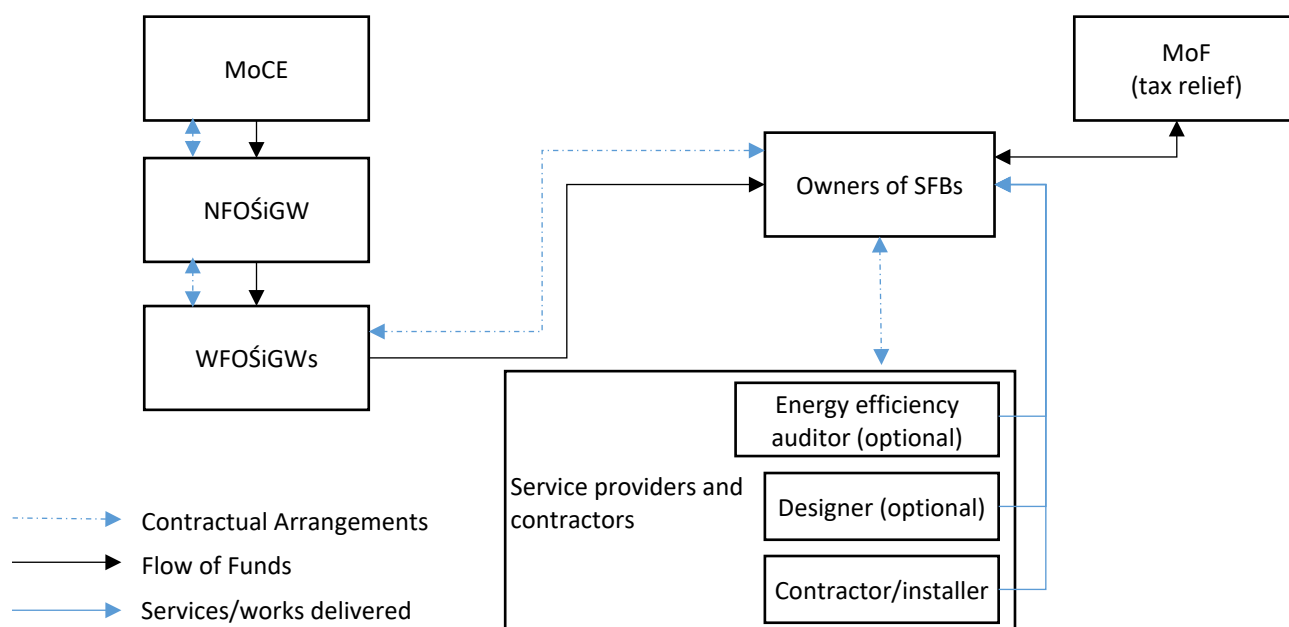 MoCE
MoF
(tax relief)
NFOŚiGW
Owners of SFBs
WFOŚiGWs
Energy efficiency
auditor (optional)
Service providers and
contractors
Designer (optional)
Contractor/installer
Contractual Arrangements
Flow of Funds
Services/works delivered